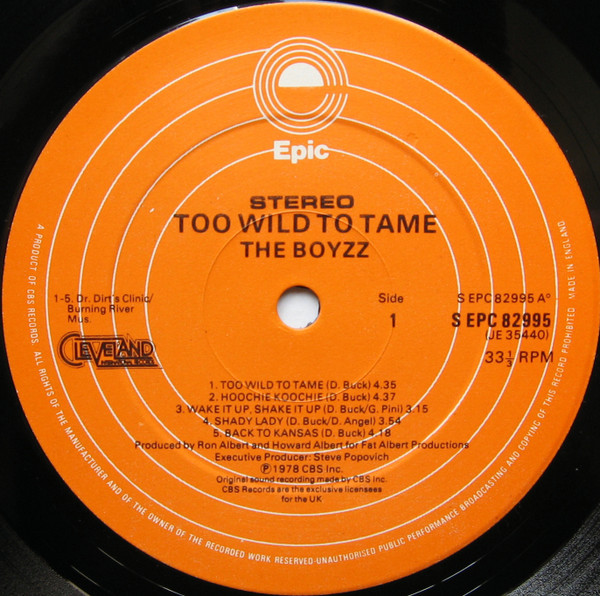 Epic
STEREO
TOO WILD TO TAME
THE BOYZZ
1-5. Dr. Dirt's Clinic/
Burning River
Mus.
CLEVELAND
INTERNATIONAL RECORDS
Side
1
S EPC 82995 A°
S EPC 82995
(JE 35440)
33⅓ RPM
1. TOO WILD TO TAME (D. Buck) 4.35
2. HOOCHIE KOOCHIE (D. Buck) 4.37
3. WAKE IT UP, SHAKE IT UP (D. Buck/G. Pini) 3.15
4. SHADY LADY (D. Buck/D. Angel) 3.54
5. BACK TO KANSAS (D. Buck) 4.18
Produced by Ron Albert and Howard Albert for Fat Albert Productions
Executive Producer: Steve Popovich
Ⓟ 1978 CBS Inc.
Original sound recording made by CBS Inc.
CBS Records are the exclusive licensees
for the UK
A PRODUCT OF CBS RECORDS. ALL RIGHTS OF THE MANUFACTURER AND OF THE OWNER OF THE RECORDED WORK RESERVED·UNAUTHORISED PUBLIC PERFORMANCE BROADCASTING AND COPYING OF THIS RECORD PROHIBITED MADE IN ENGLAND